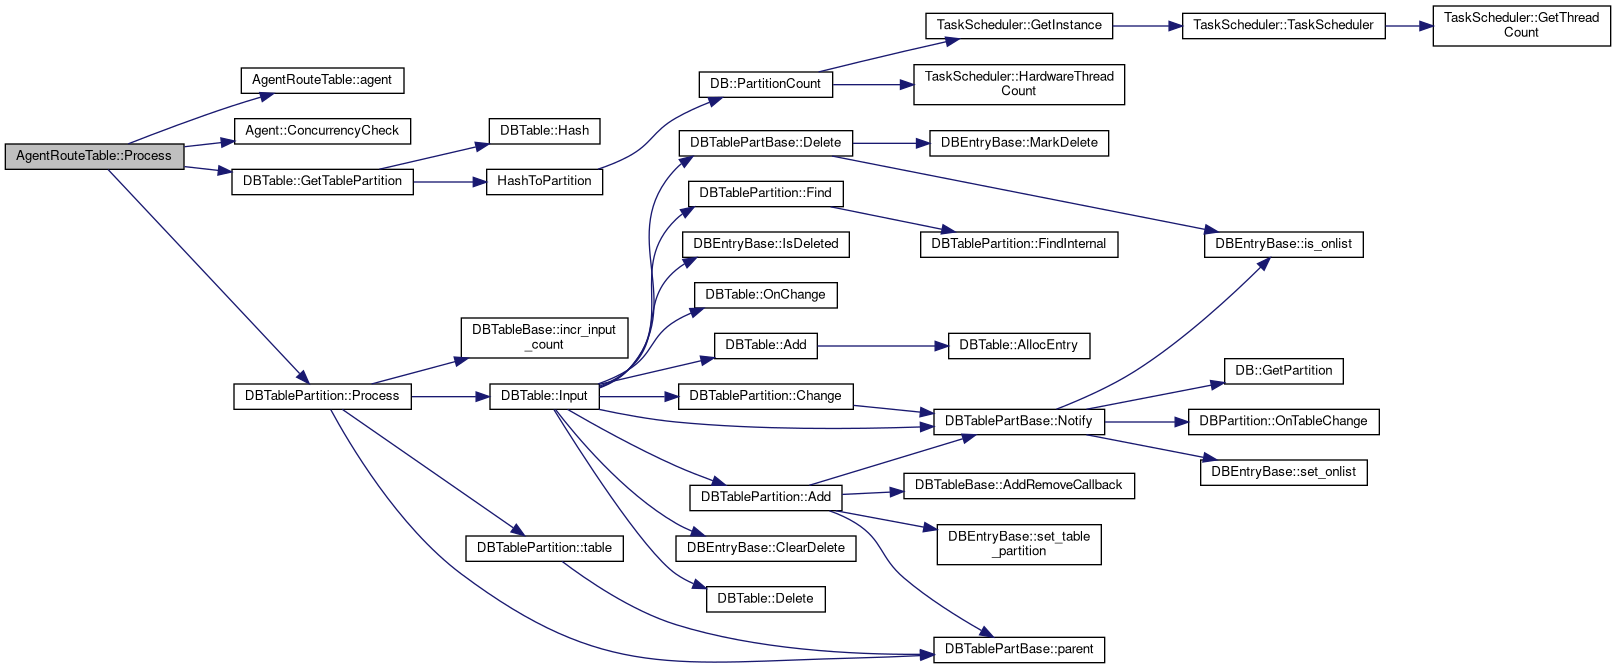 TaskScheduler::GetInstance
TaskScheduler::TaskScheduler
TaskScheduler::GetThread
Count
AgentRouteTable::agent
DB::PartitionCount
TaskScheduler::HardwareThread
Count
Agent::ConcurrencyCheck
DBTable::Hash
AgentRouteTable::Process
DBTable::GetTablePartition
HashToPartition
DBTablePartBase::Delete
DBEntryBase::MarkDelete
DBTablePartition::Find
DBTablePartition::FindInternal
DBEntryBase::IsDeleted
DBEntryBase::is_onlist
DBTable::OnChange
DBTableBase::incr_input
_count
DBTable::Add
DBTable::AllocEntry
DBTablePartition::Process
DBTable::Input
DBTablePartition::Change
DB::GetPartition
DBTablePartBase::Notify
DBPartition::OnTableChange
DBEntryBase::set_onlist
DBTablePartition::Add
DBTableBase::AddRemoveCallback
DBEntryBase::set_table
_partition
DBTablePartition::table
DBEntryBase::ClearDelete
DBTable::Delete
DBTablePartBase::parent